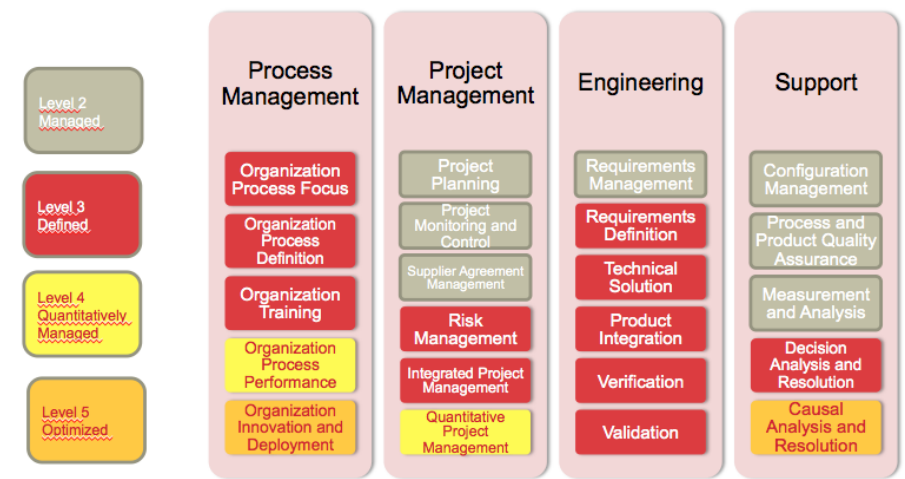 Level 2
Managed
Level 3
Defined
Level 4
Quantitatively
Managed
Level 5
Optimized
Process
Management
Organization
Process Focus
Organization
Process
Definition
Organization
Training
Organization
Process
Performance
Organization
Innovation and
Deployment
Project
Management
Project
Planning
Project
Monitoring and
Control
Supplier Agreement
Management
Risk
Management
Integrated Project
Management
Quantitative
Project
Management
Engineering
Requirements
Management
Requirements
Definition
Technical
Solution
Product
Integration
Verification
Validation
Support
Configuration
Management
Process and
Product Quality
Assurance
Measurement
and Analysis
Decision
Analysis and
Resolution
Causal
Analysis and
Resolution